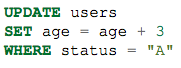 UPDATE users
SET age = age + 3
WHERE status = "A"